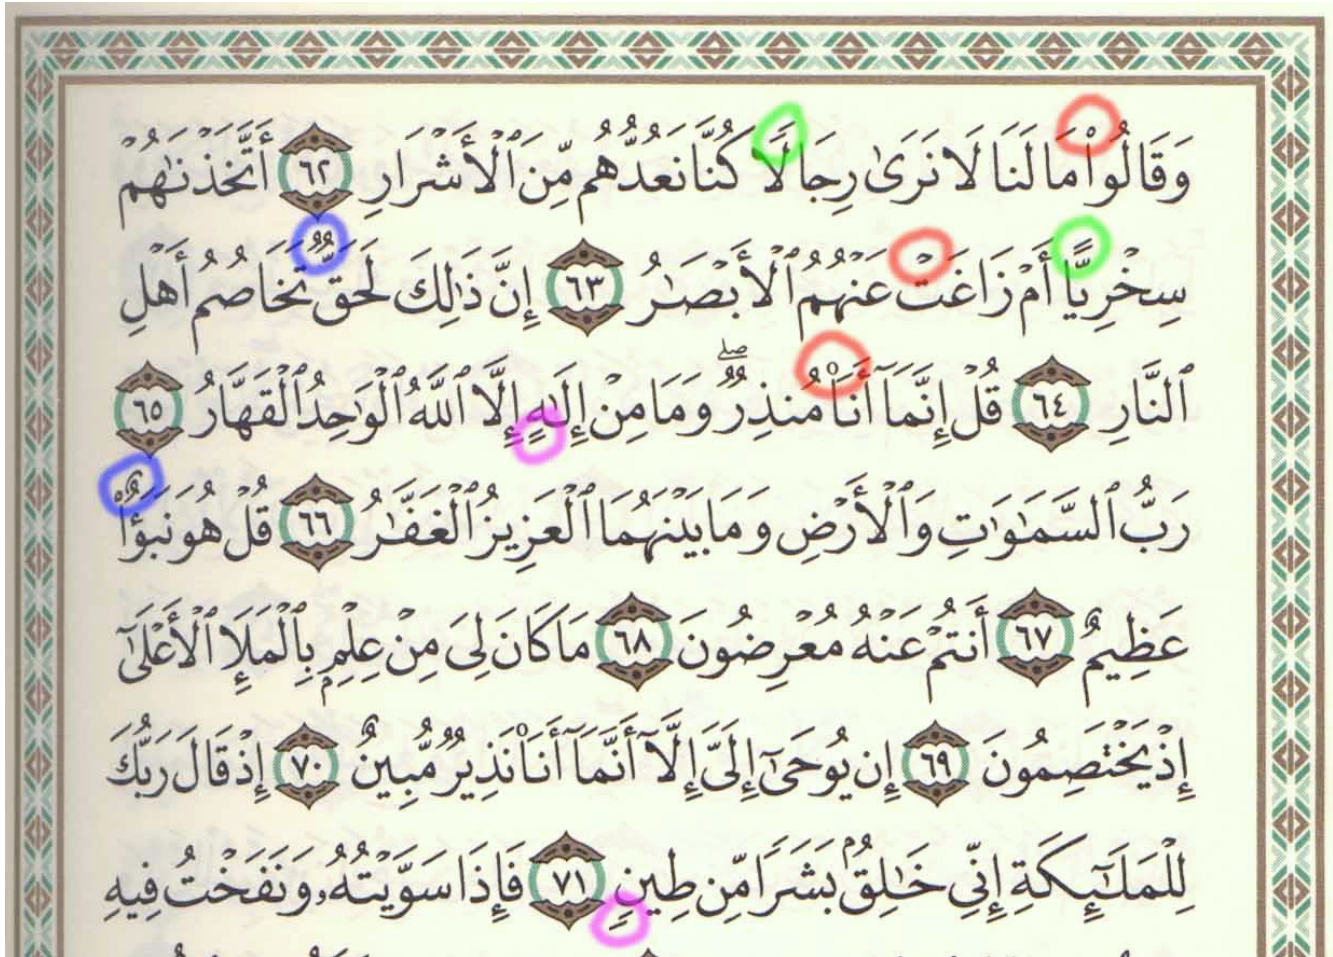 وَقَالُوا۟ مَا لَنَا لَا نَرَىٰ رِجَالًا كُنَّا نَعُدُّهُم مِّنَ ٱلْأَشْرَارِ ٦٢ أَتَّخَذْنَـٰهُمْ
سِخْرِيًّا أَمْ زَاغَتْ عَنْهُمُ ٱلْأَبْصَـٰرُ ٦٣ إِنَّ ذَٰلِكَ لَحَقٌّ تَخَاصُمُ أَهْلِ
ٱلنَّارِ ٦٤ قُلْ إِنَّمَآ أَنَا۠ مُنذِرٌ ۖ وَمَا مِنْ إِلَـٰهٍ إِلَّا ٱللَّهُ ٱلْوَٰحِدُ ٱلْقَهَّارُ ٦٥
رَبُّ ٱلسَّمَـٰوَٰتِ وَٱلْأَرْضِ وَمَا بَيْنَهُمَا ٱلْعَزِيزُ ٱلْغَفَّـٰرُ ٦٦ قُلْ هُوَ نَبَؤٌا۟
عَظِيمٌ ٦٧ أَنتُمْ عَنْهُ مُعْرِضُونَ ٦٨ مَا كَانَ لِىَ مِنْ عِلْمٍۭ بِٱلْمَلَإِ ٱلْأَعْلَىٰٓ
إِذْ يَخْتَصِمُونَ ٦٩ إِن يُوحَىٰٓ إِلَىَّ إِلَّآ أَنَّمَآ أَنَا۠ نَذِيرٌ مُّبِينٌ ٧٠ إِذْ قَالَ رَبُّكَ
لِلْمَلَـٰٓئِكَةِ إِنِّى خَـٰلِقٌۢ بَشَرًا مِّن طِينٍ ٧١ فَإِذَا سَوَّيْتُهُۥ وَنَفَخْتُ فِيهِ